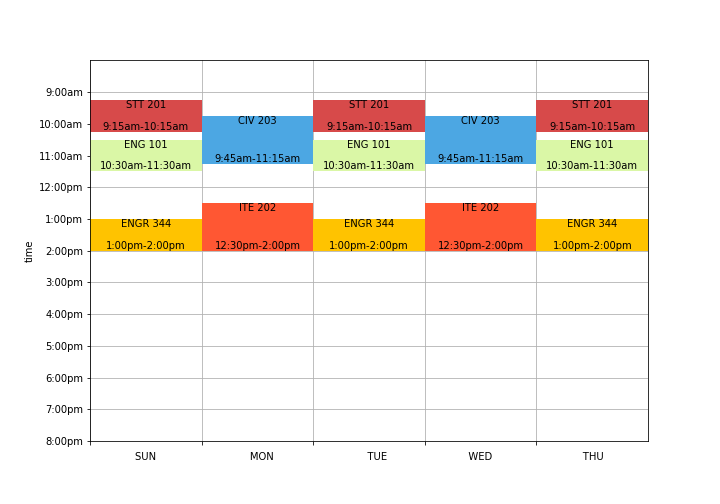 9:00am
STT 201
STT 201
STT 201
10:00am
9:15am-10:15am
CIV 203
9:15am-10:15am
CIV 203
9:15am-10:15am
ENG 101
ENG 101
ENG 101
11:00am
10:30am-11:30am
9:45am-11:15am
10:30am-11:30am
9:45am-11:15am
10:30am-11:30am
12:00pm
ITE 202
ITE 202
1:00pm
ENGR 344
ENGR 344
ENGR 344
time
2:00pm
1:00pm-2:00pm
12:30pm-2:00pm
1:00pm-2:00pm
12:30pm-2:00pm
1:00pm-2:00pm
3:00pm
4:00pm
5:00pm
6:00pm
7:00pm
8:00pm
SUN
MON
TUE
WED
THU